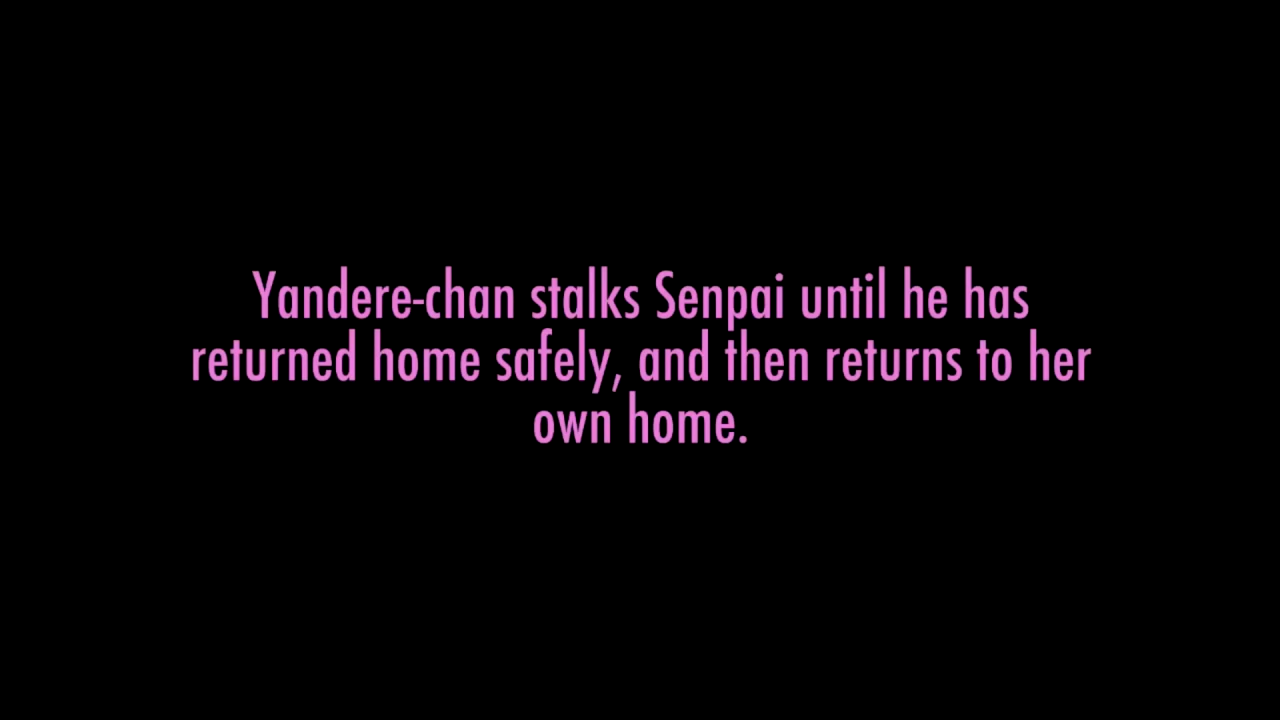 Yandere-chan stalks Senpai until he has
returned home safely, and then returns to her
own home.